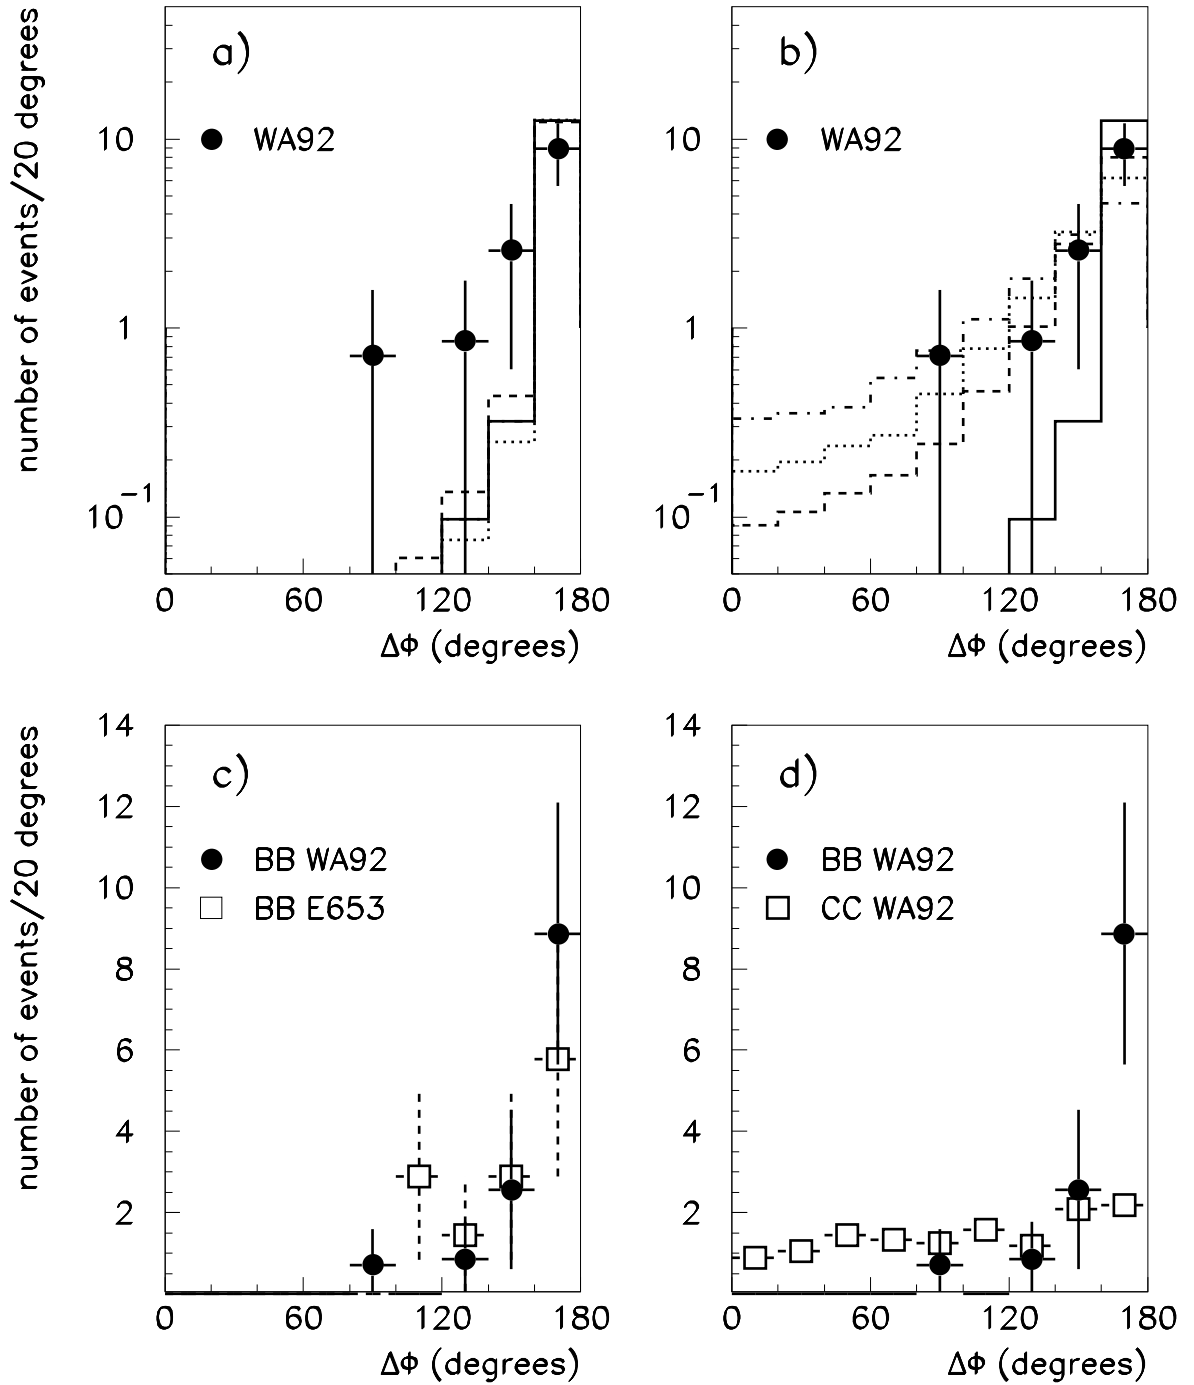 number of events/20 degrees
a)
WA92
10
1
10⁻¹
0 60 120 180
ΔΦ (degrees)
b)
WA92
10
1
10⁻¹
0 60 120 180
ΔΦ (degrees)
number of events/20 degrees
14
12
10
8
6
4
2
c)
BB WA92
BB E653
0 60 120 180
ΔΦ (degrees)
14
12
10
8
6
4
2
d)
BB WA92
CC WA92
0 60 120 180
ΔΦ (degrees)